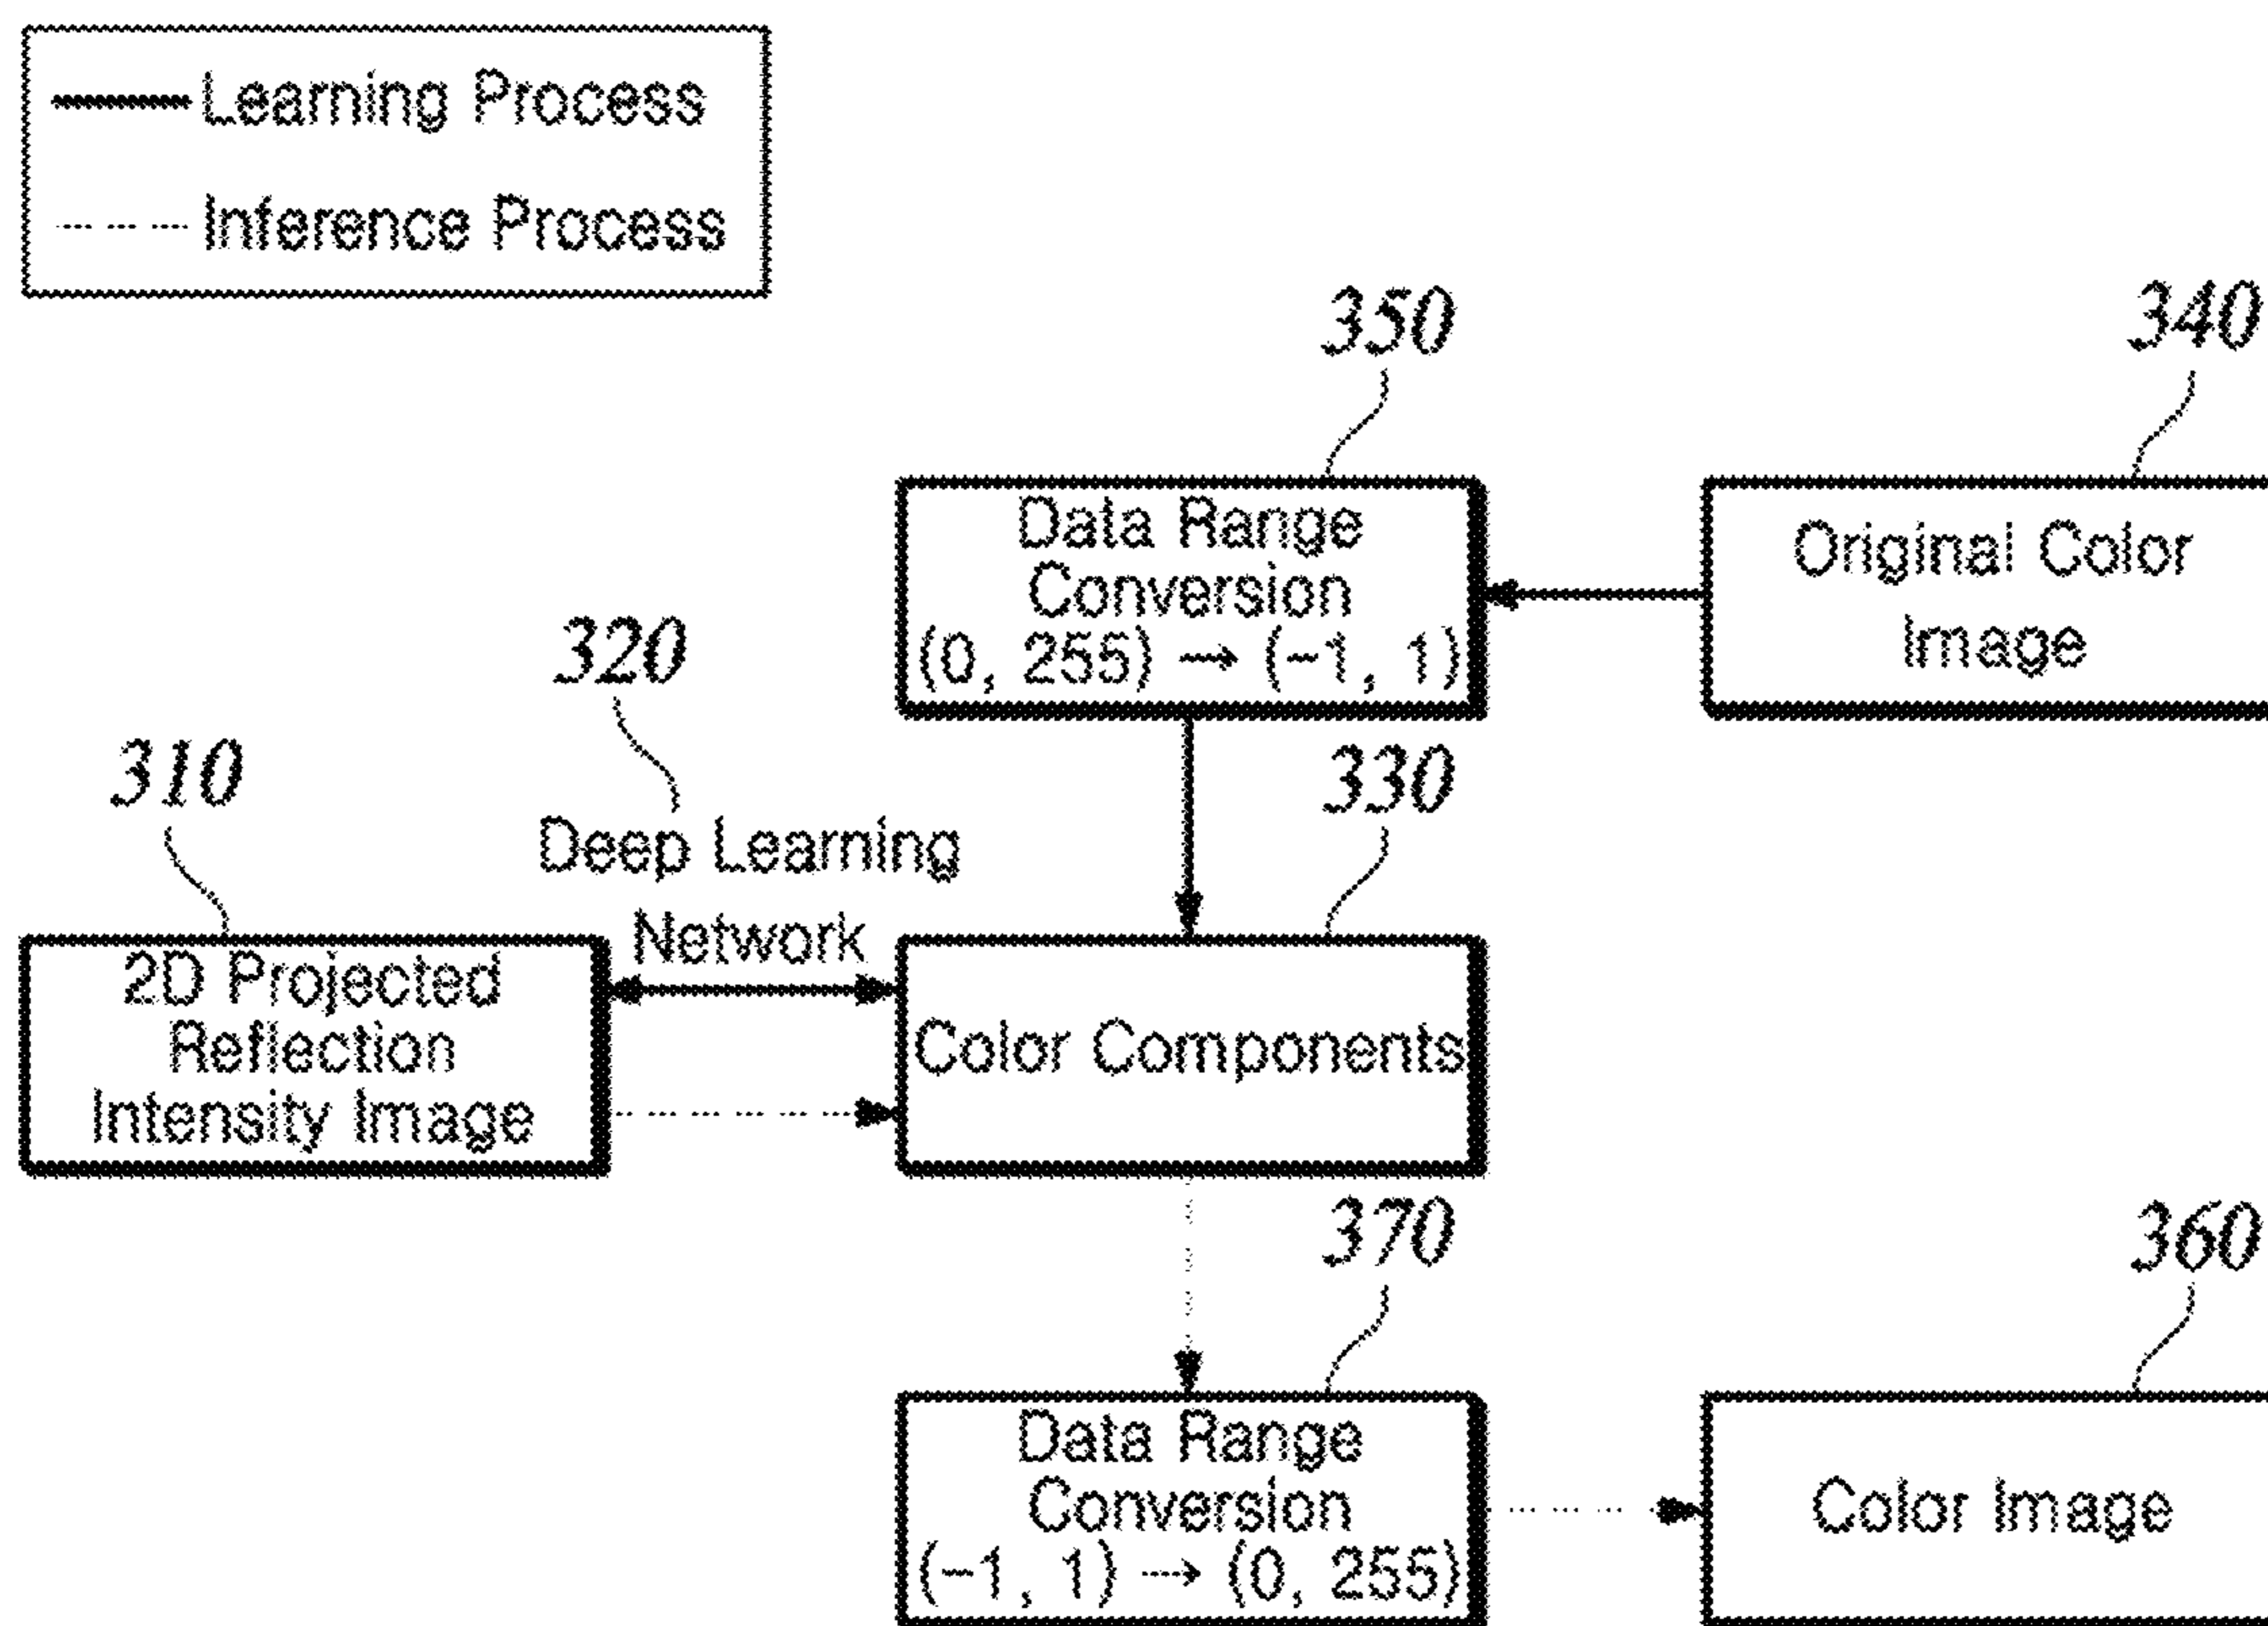 Learning Process
Inference Process
350
340
Data Range
Conversion
(0, 255) → (-1, 1)
Original Color
Image
320
310
330
Deep Learning
Network
2D Projected
Reflection
Intensity Image
Color Components
370
360
Data Range
Conversion
(-1, 1) → (0, 255)
Color Image